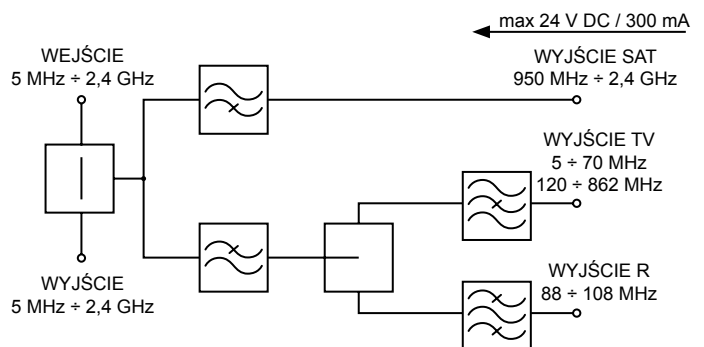 max 24 V DC / 300 mA
WEJŚCIE
5 MHz ÷ 2,4 GHz
WYJŚCIE SAT
950 MHz ÷ 2,4 GHz
WYJŚCIE TV
5 ÷ 70 MHz
120 ÷ 862 MHz
WYJŚCIE
5 MHz ÷ 2,4 GHz
WYJŚCIE R
88 ÷ 108 MHz